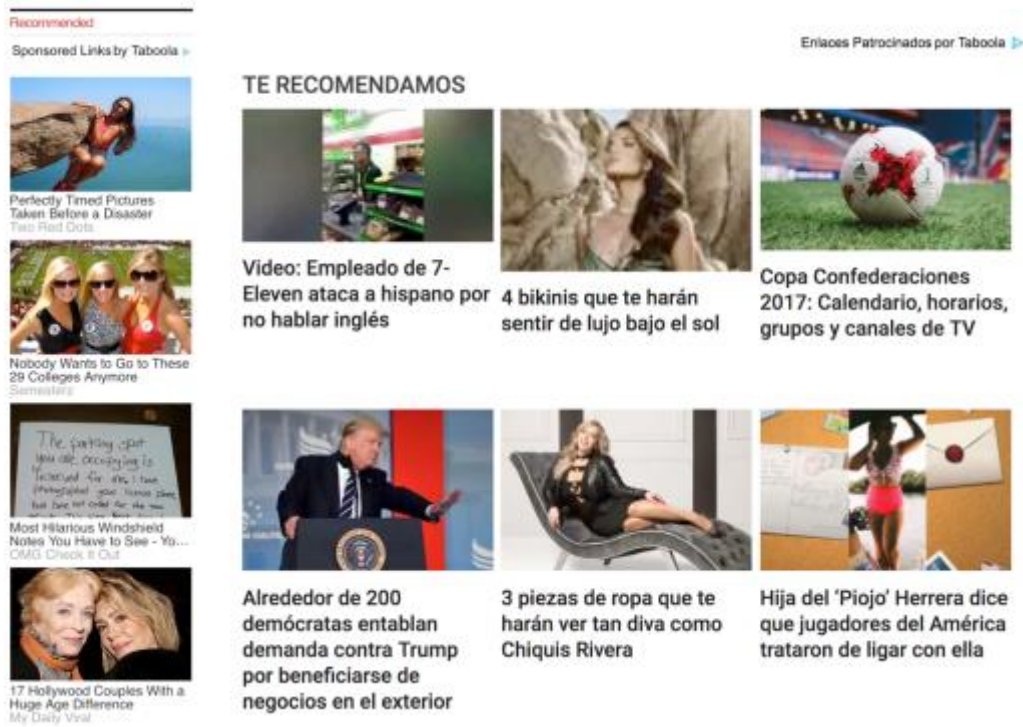 Recommended
Sponsored Links by Taboola
Perfectly Timed Pictures
Taken Before a Disaster
Two Red Dots
Nobody Wants to Go to These
29 Colleges Anymore
The parking spot
you are occupying is
reserved for me, I have
photographed your license plate,
Most Hilarious Windshield
Notes You Have to See - Yo...
OMG Check It Out
17 Hollywood Couples With a
Huge Age Difference
My Daily Viral
Enlaces Patrocinados por Taboola
TE RECOMENDAMOS
Video: Empleado de 7-
Eleven ataca a hispano por
no hablar inglés
4 bikinis que te harán
sentir de lujo bajo el sol
Copa Confederaciones
2017: Calendario, horarios,
grupos y canales de TV
Alrededor de 200
demócratas entablan
demanda contra Trump
por beneficiarse de
negocios en el exterior
3 piezas de ropa que te
harán ver tan diva como
Chiquis Rivera
Hija del 'Piojo' Herrera dice
que jugadores del América
trataron de ligar con ella